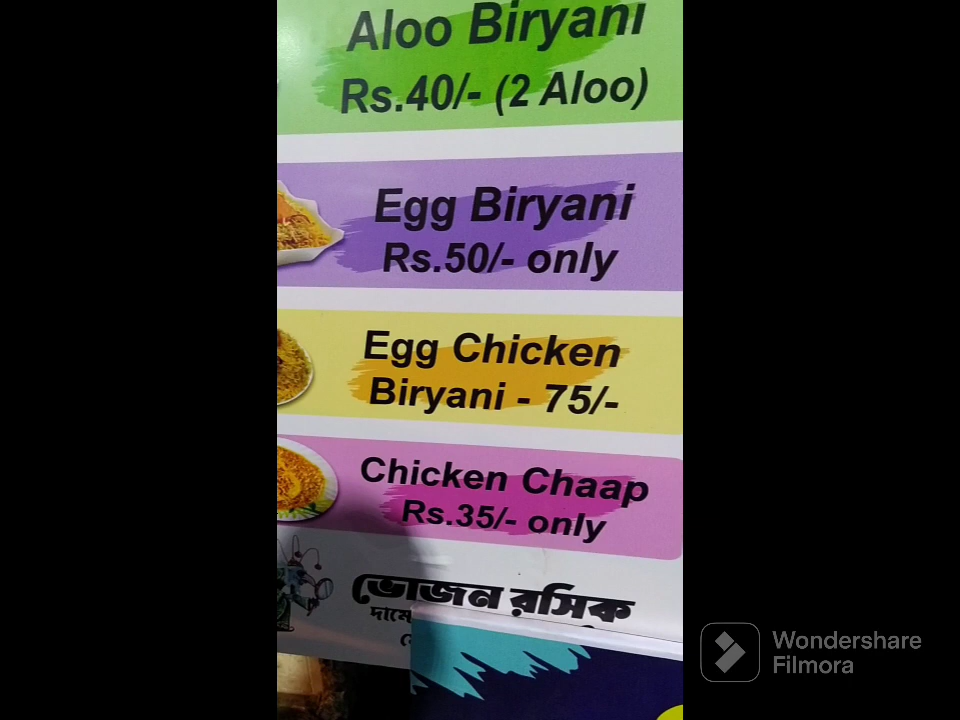 Aloo Biryani
Rs.40/- (2 Aloo)
Egg Biryani
Rs.50/- only
Egg Chicken
Biryani - 75/-
Chicken Chaap
Rs.35/- only
ভোজন রসিক
Wondershare
Filmora